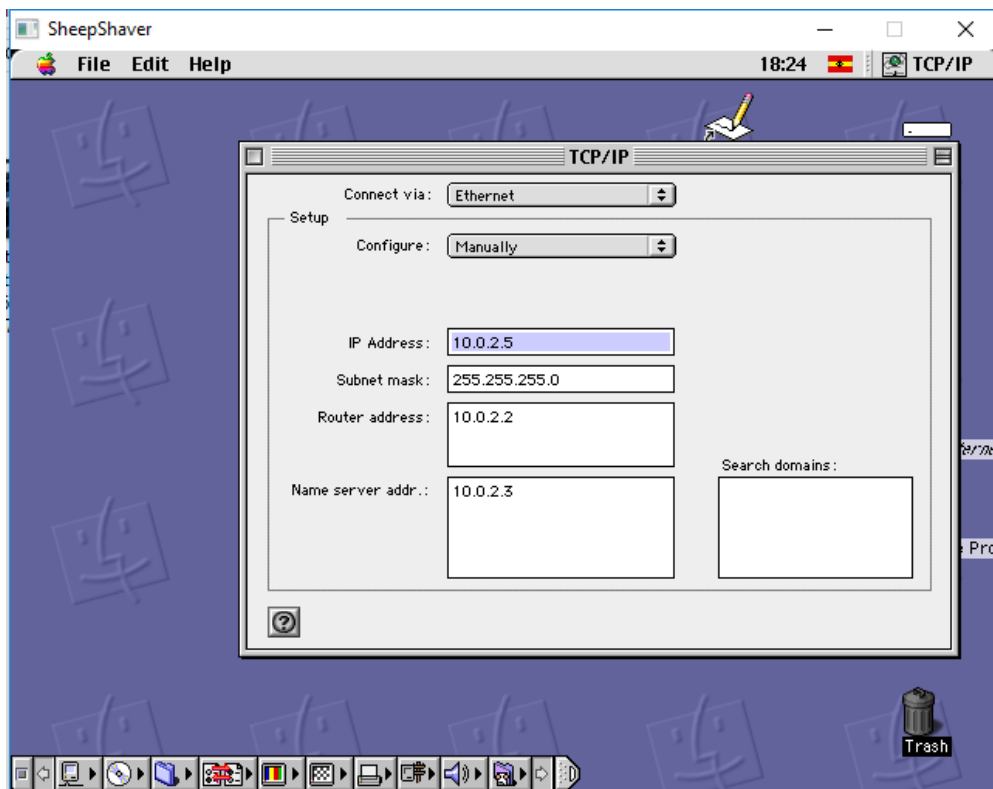 SheepShaver
File Edit Help 18:24 TCP/IP
TCP/IP
Connect via: Ethernet
Setup
Configure: Manually
IP Address: 10.0.2.5
Subnet mask: 255.255.255.0
Router address: 10.0.2.2
Search domains:
Name server addr.: 10.0.2.3
Trash